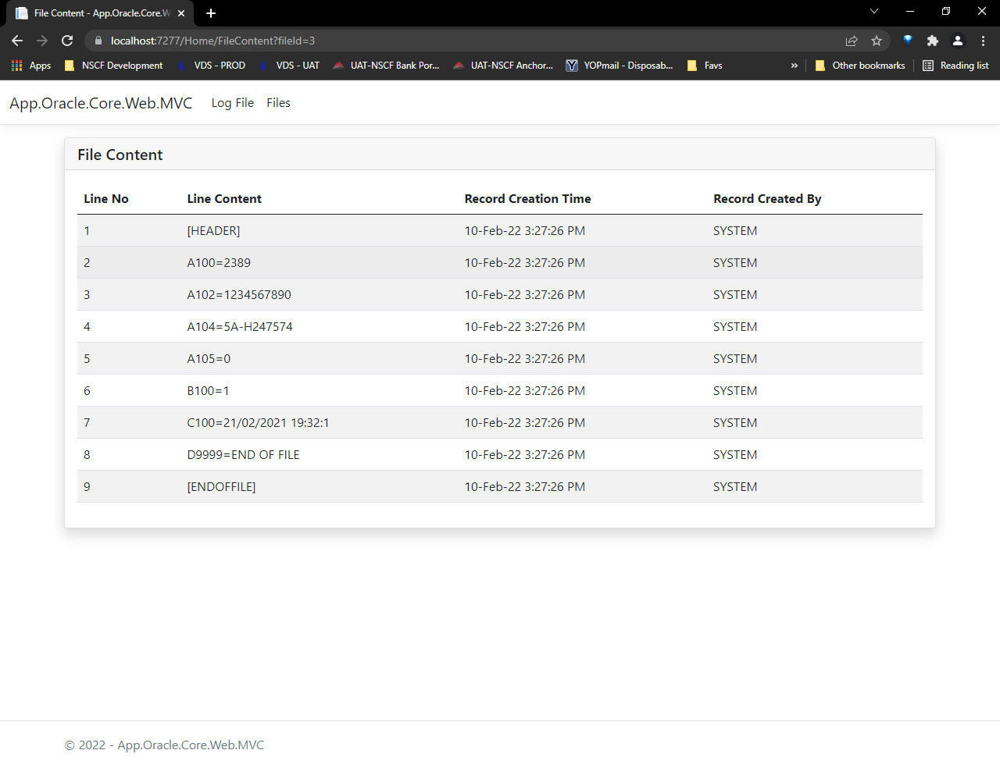 File Content - App.Oracle.Core.W
localhost:7277/Home/FileContent?fileId=3
Apps NSCF Development VDS - PROD VDS - UAT UAT-NSCF Bank Por... UAT-NSCF Anchor... YOPmail - Disposab... Favs » Other bookmarks Reading list
App.Oracle.Core.Web.MVC Log File Files
File Content
Line No Line Content Record Creation Time Record Created By
1 [HEADER] 10-Feb-22 3:27:26 PM SYSTEM
2 A100=2389 10-Feb-22 3:27:26 PM SYSTEM
3 A102=1234567890 10-Feb-22 3:27:26 PM SYSTEM
4 A104=5A-H247574 10-Feb-22 3:27:26 PM SYSTEM
5 A105=0 10-Feb-22 3:27:26 PM SYSTEM
6 B100=1 10-Feb-22 3:27:26 PM SYSTEM
7 C100=21/02/2021 19:32:1 10-Feb-22 3:27:26 PM SYSTEM
8 D9999=END OF FILE 10-Feb-22 3:27:26 PM SYSTEM
9 [ENDOFFILE] 10-Feb-22 3:27:26 PM SYSTEM
© 2022 - App.Oracle.Core.Web.MVC